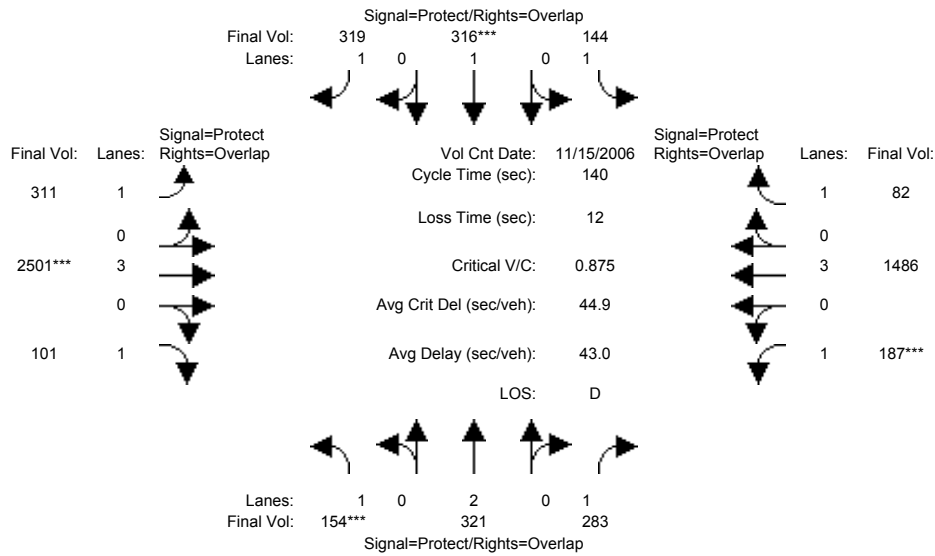 Signal=Protect/Rights=Overlap
Final Vol: 319 316*** 144
Lanes: 1 0 1 0 1
Signal=Protect Signal=Protect
Final Vol: Lanes: Rights=Overlap Vol Cnt Date: 11/15/2006 Rights=Overlap Lanes: Final Vol:
Cycle Time (sec): 140
311 1 1 82
Loss Time (sec): 12
0 0
2501*** 3 Critical V/C: 0.875 3 1486
0 Avg Crit Del (sec/veh): 44.9 0
101 1 Avg Delay (sec/veh): 43.0 1 187***
LOS: D
Lanes: 1 0 2 0 1
Final Vol: 154*** 321 283
Signal=Protect/Rights=Overlap